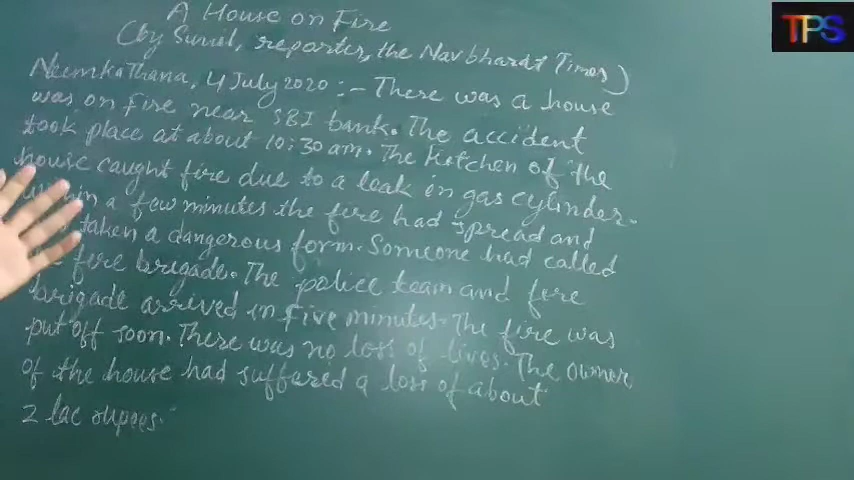 TPS
A House on Fire
(by Sunil, reporter, the Navbharat Times)
NeemKaThana, 4 July 2020 :- There was a house
was on fire near SBI bank. The accident
took place at about 10:30 am. The Kitchen of the
house caught fire due to a leak in gas cylinder.
a few minutes the fire had spread and
taken a dangerous form. Someone had called
fire brigade. The police team and fire
brigade arrived in five minutes. The fire was
put off soon. There was no loss of lives. The owner
of the house had suffered a loss of about
2 lac rupees.